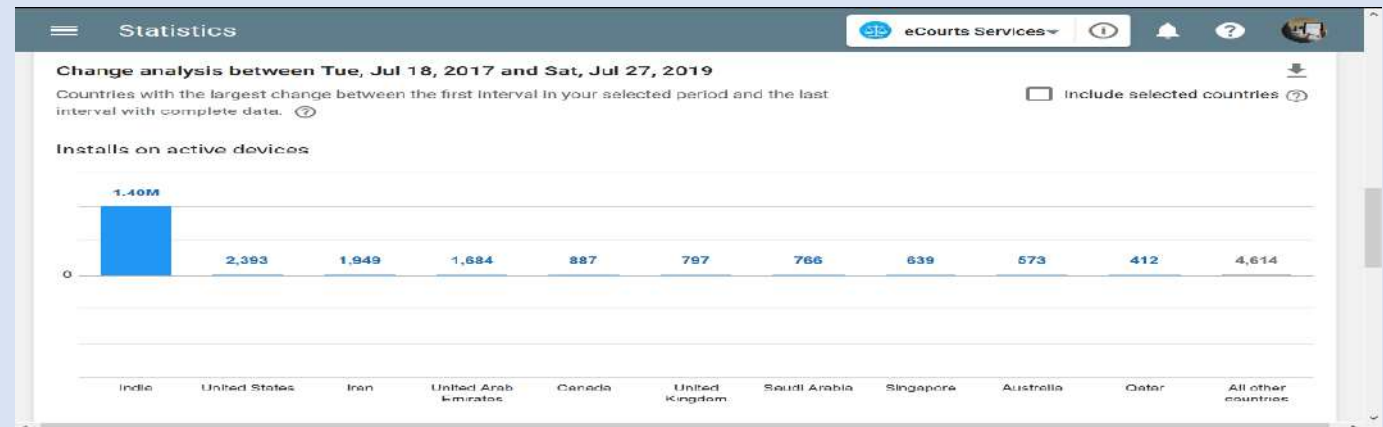 Statistics
eCourts Services
Change analysis between Tue, Jul 18, 2017 and Sat, Jul 27, 2019
Countries with the largest change between the first interval in your selected period and the last
interval with complete data.
Include selected countries
Installs on active devices
1.40M
2,393 1,949 1,684 887 797 766 639 573 412 4,614
0
India United States Iran United Arab Emirates Canada United Kingdom Saudi Arabia Singapore Australia Qatar All other countries